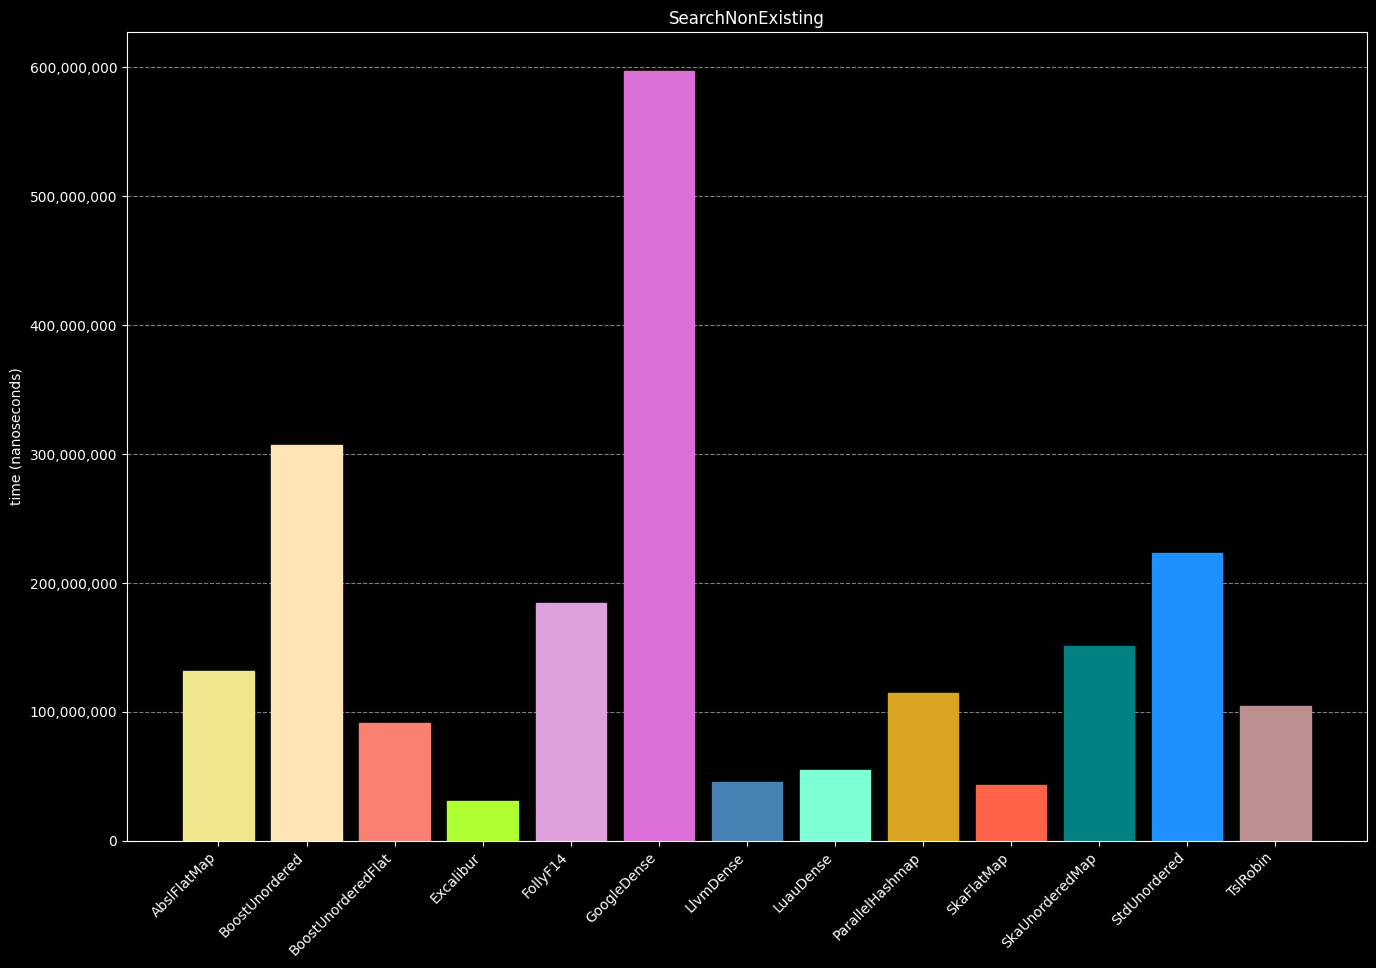 SearchNonExisting
time (nanoseconds)
600,000,000
500,000,000
400,000,000
300,000,000
200,000,000
100,000,000
0
AbslFlatMap
BoostUnordered
BoostUnorderedFlat
Excalibur
FollyF14
GoogleDense
LlvmDense
LuauDense
ParallelHashmap
SkaFlatMap
SkaUnorderedMap
StdUnordered
TslRobin